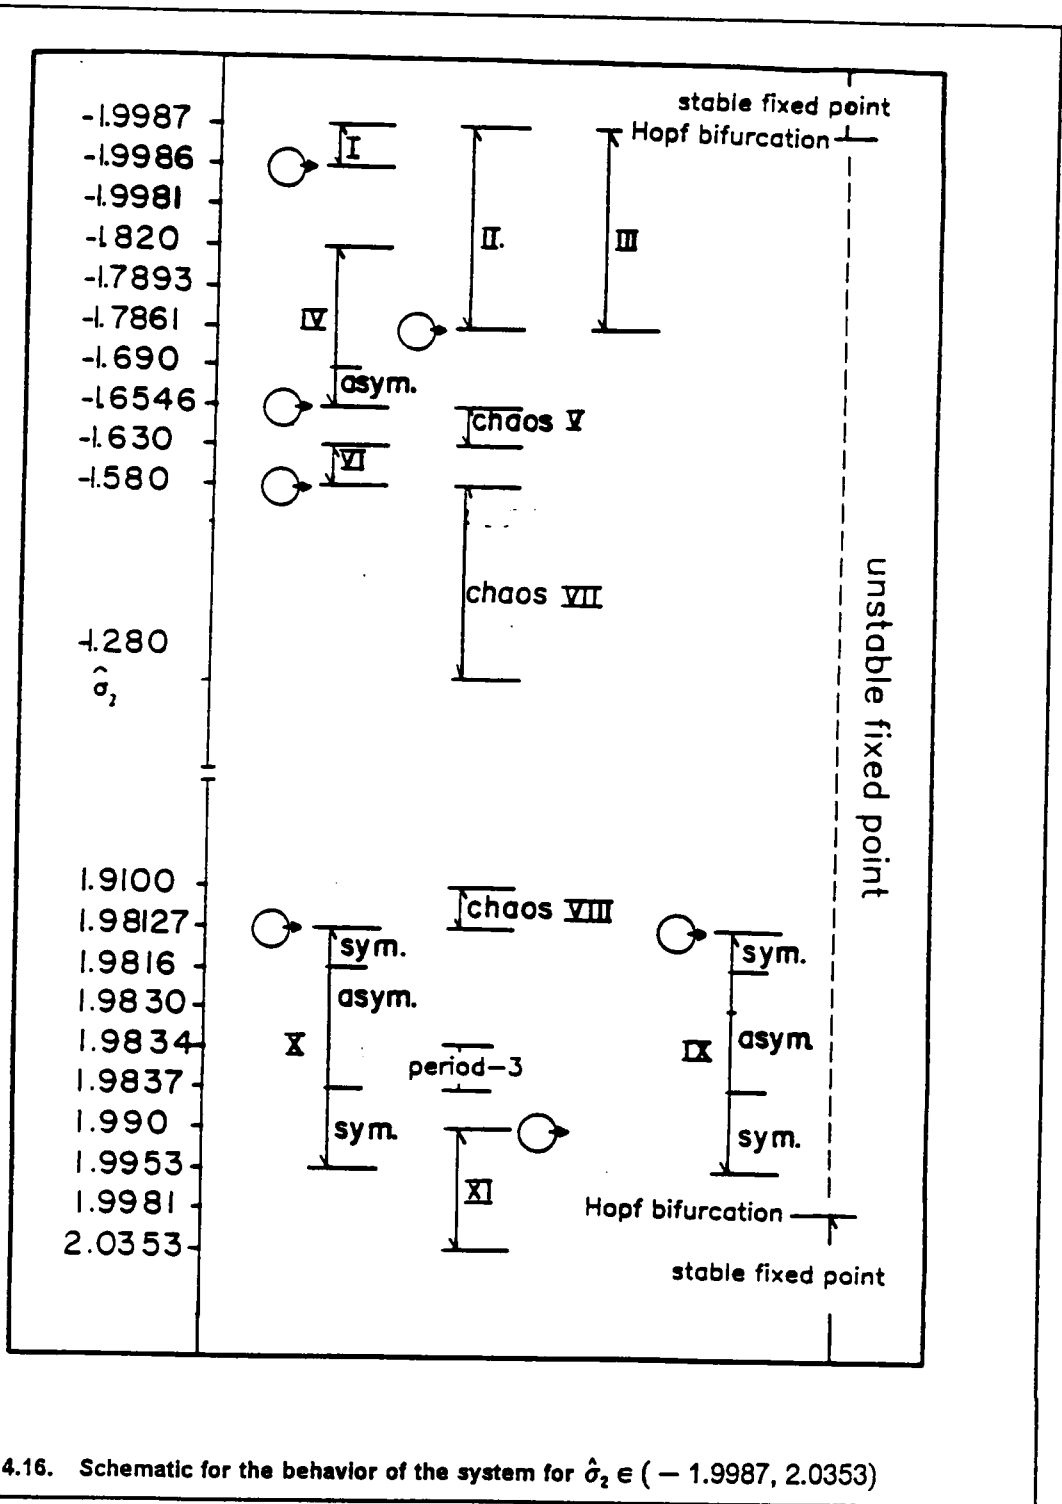 stable fixed point
-1.9987
Hopf bifurcation
I
-1.9986
-1.9981
-1.820
II.
III
-1.7893
-1.7861
IV
-1.690
asym.
-1.6546
chaos V
-1.630
VI
-1.580
unstable fixed point
chaos VII
-1.280
σ̂₂
1.9100
chaos VIII
1.98127
sym.
sym.
1.9816
asym.
1.9830
1.9834
X
IX
asym
period-3
1.9837
1.990
sym.
sym.
1.9953
XI
1.9981
Hopf bifurcation
2.0353
stable fixed point
4.16. Schematic for the behavior of the system for σ̂₂ ∈ ( − 1.9987, 2.0353)